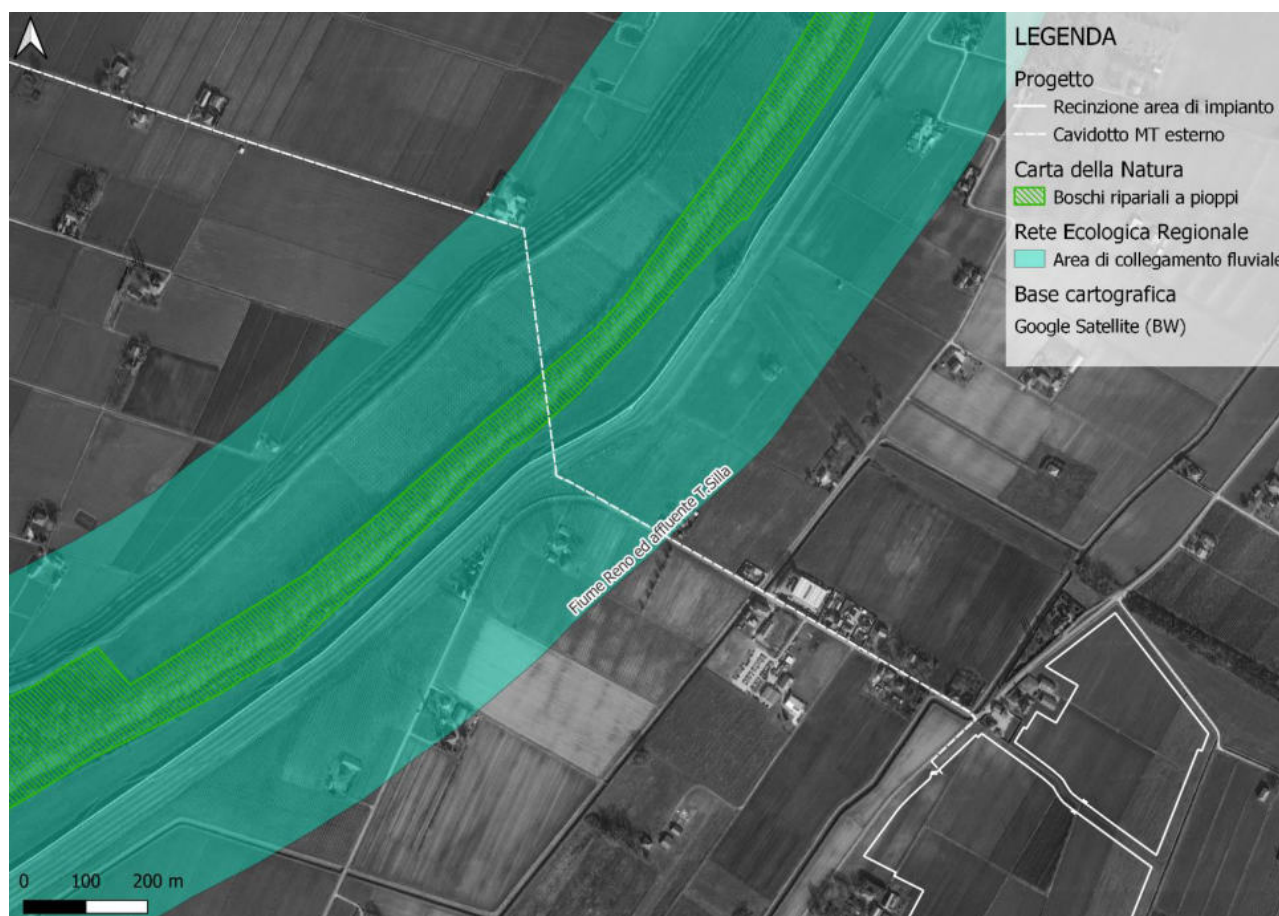 LEGENDA
Progetto
Recinzione area di impianto
Cavidotto MT esterno
Carta della Natura
Boschi ripariali a pioppi
Rete Ecologica Regionale
Area di collegamento fluviale
Base cartografica
Google Satellite (BW)
Fiume Reno ed affluente T.Silla
0 100 200 m